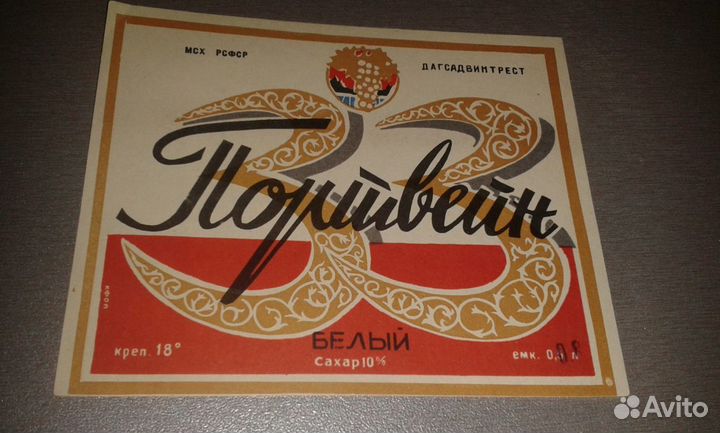 МСХ РСФСР
ДАГСАДВИНТРЕСТ
33
Портвейн
БЕЛЫЙ
креп. 18°
Сахар 10%
емк. 0,8 л
Avito